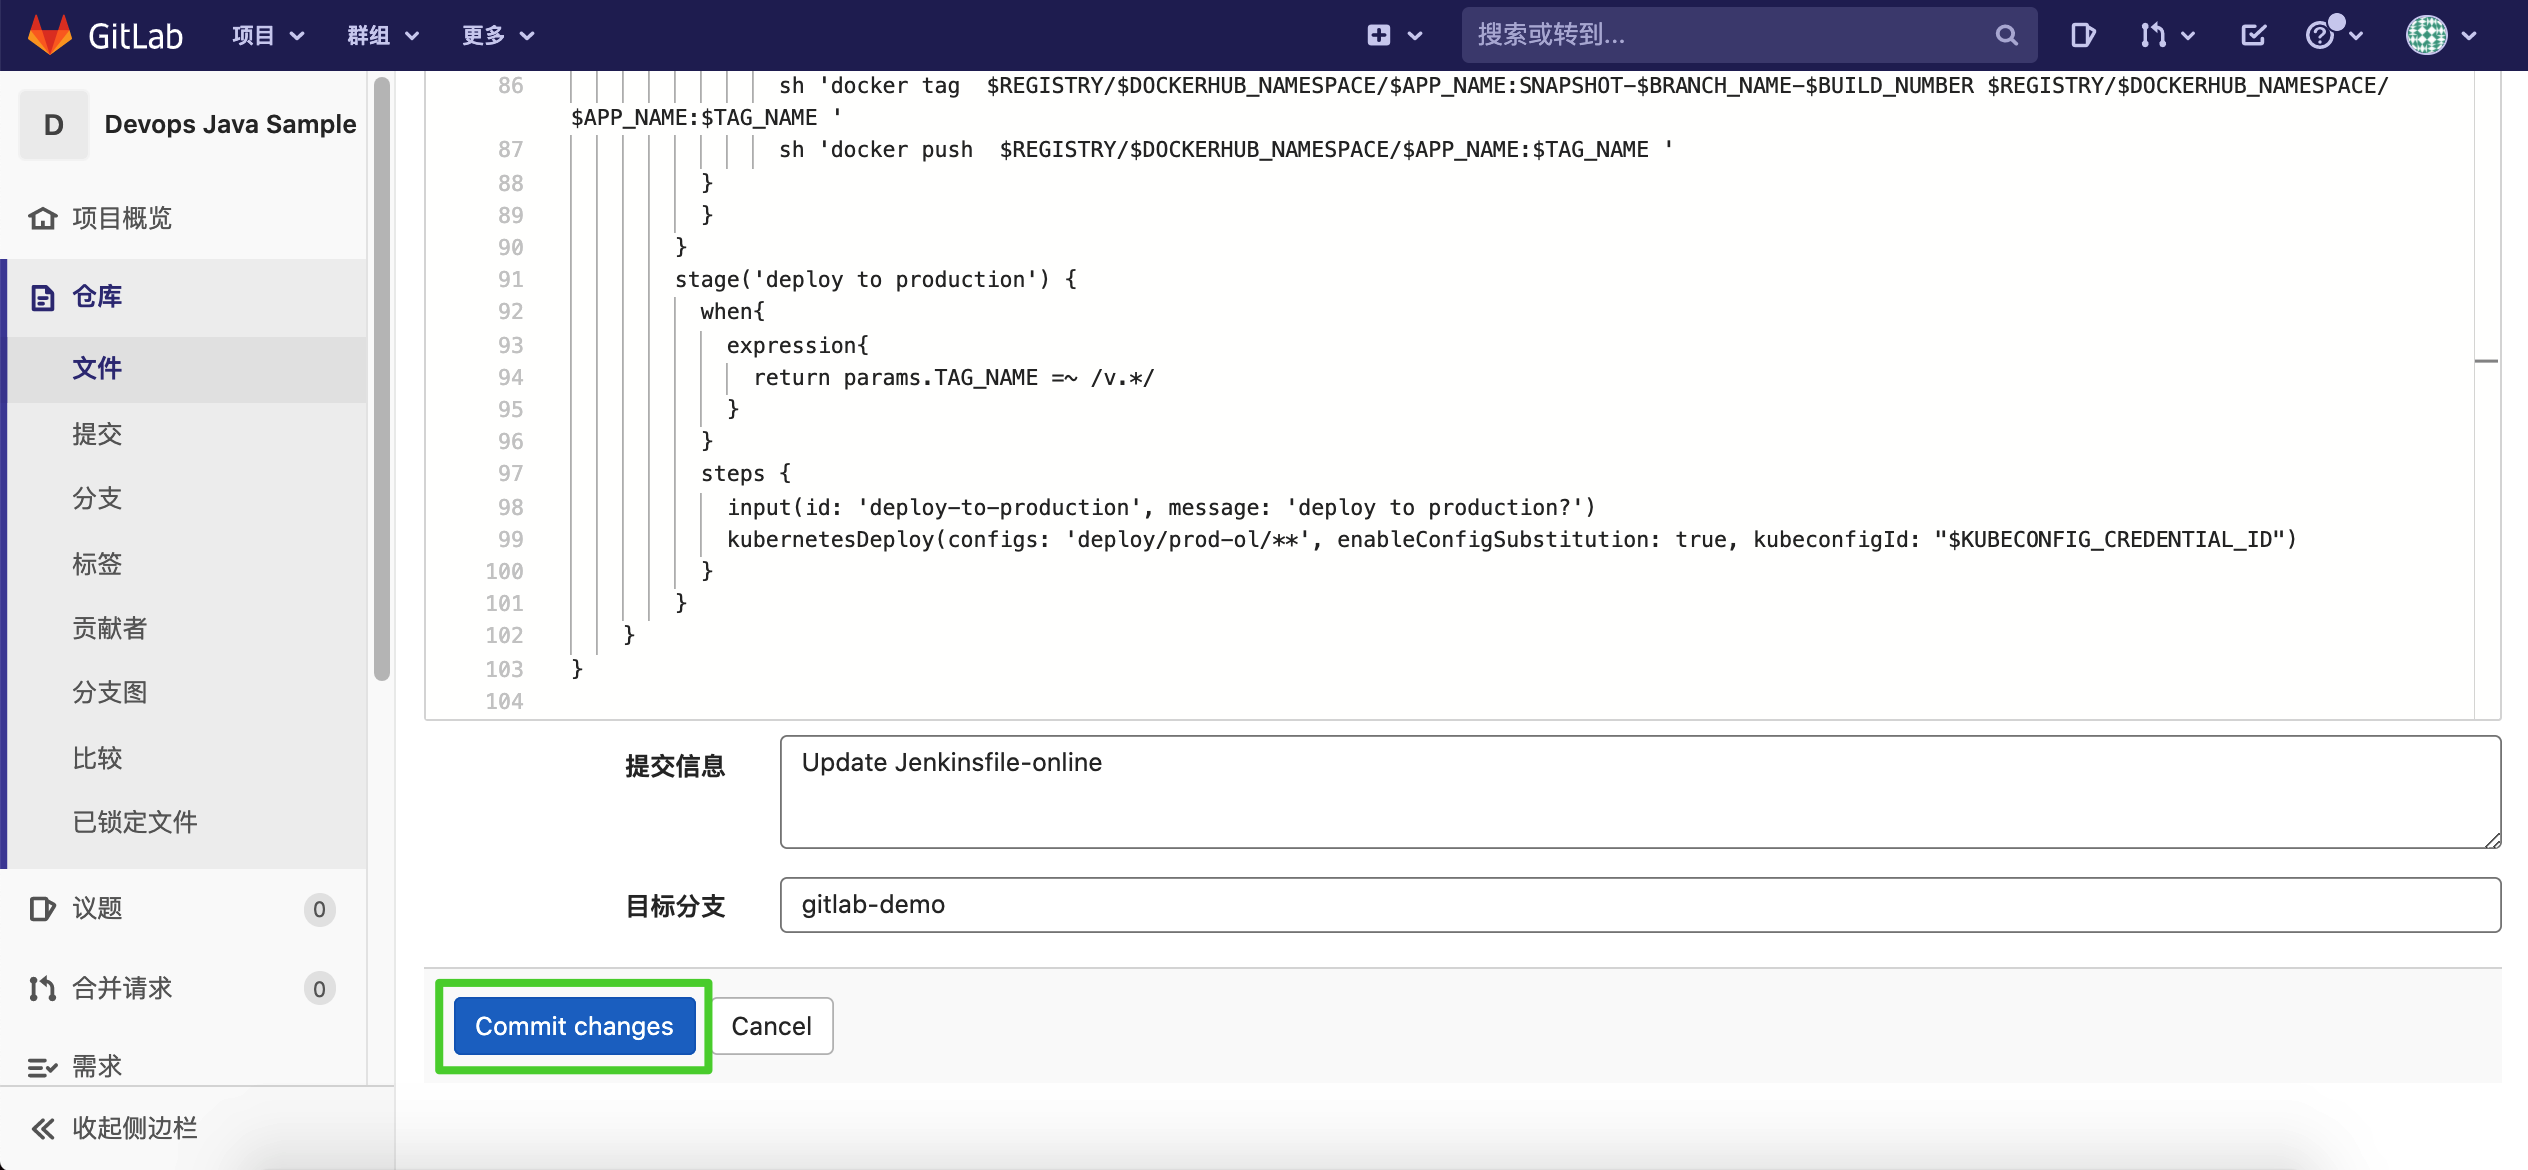 GitLab 项目 群组 更多 搜索或转到...
D Devops Java Sample
项目概览
仓库
文件
提交
分支
标签
贡献者
分支图
比较
已锁定文件
议题 0
合并请求 0
需求
收起侧边栏
86 sh 'docker tag  $REGISTRY/$DOCKERHUB_NAMESPACE/$APP_NAME:SNAPSHOT-$BRANCH_NAME-$BUILD_NUMBER $REGISTRY/$DOCKERHUB_NAMESPACE/
$APP_NAME:$TAG_NAME '
87 sh 'docker push  $REGISTRY/$DOCKERHUB_NAMESPACE/$APP_NAME:$TAG_NAME '
88 }
89 }
90 }
91 stage('deploy to production') {
92 when{
93 expression{
94 return params.TAG_NAME =~ /v.*/
95 }
96 }
97 steps {
98 input(id: 'deploy-to-production', message: 'deploy to production?')
99 kubernetesDeploy(configs: 'deploy/prod-ol/**', enableConfigSubstitution: true, kubeconfigId: "$KUBECONFIG_CREDENTIAL_ID")
100 }
101 }
102 }
103 }
104
提交信息 Update Jenkinsfile-online
目标分支 gitlab-demo
Commit changes Cancel